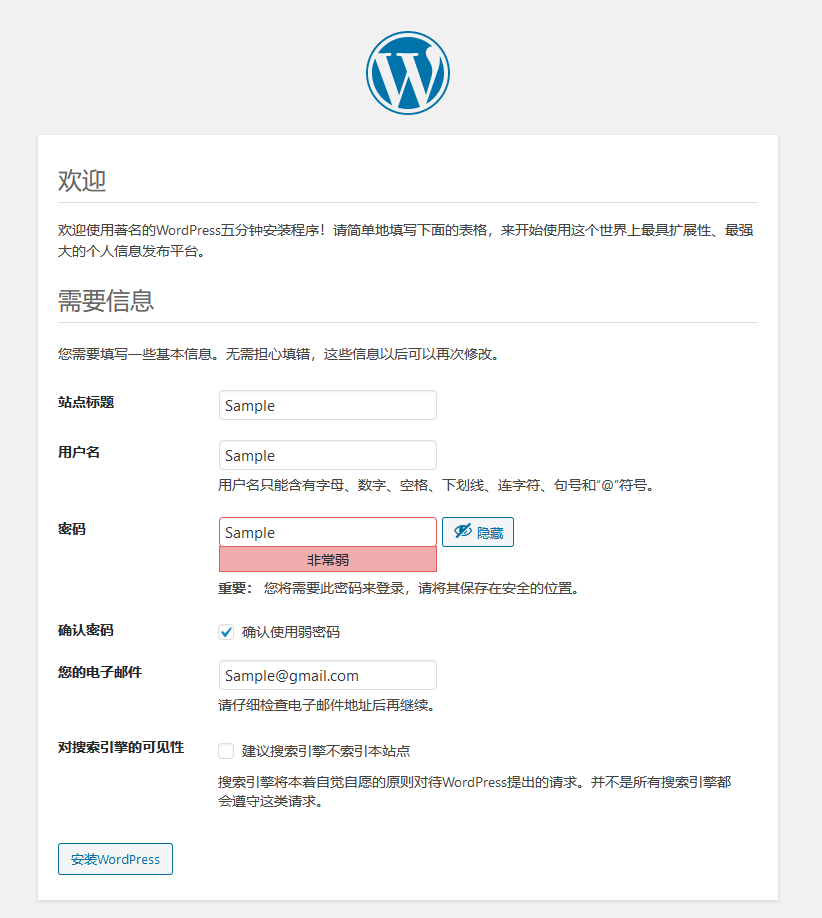 欢迎
欢迎使用著名的WordPress五分钟安装程序！请简单地填写下面的表格，来开始使用这个世界上最具扩展性、最强
大的个人信息发布平台。
需要信息
您需要填写一些基本信息。无需担心填错，这些信息以后可以再次修改。
站点标题
Sample
用户名
Sample
用户名只能含有字母、数字、空格、下划线、连字符、句号和“@”符号。
密码
Sample
隐藏
非常弱
重要： 您将需要此密码来登录，请将其保存在安全的位置。
确认密码
确认使用弱密码
您的电子邮件
Sample@gmail.com
请仔细检查电子邮件地址后再继续。
对搜索引擎的可见性
建议搜索引擎不索引本站点
搜索引擎将本着自觉自愿的原则对待WordPress提出的请求。并不是所有搜索引擎都
会遵守这类请求。
安装WordPress